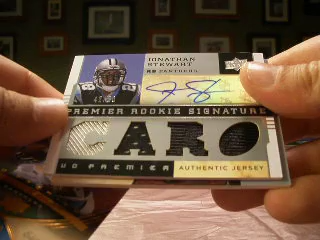 JONATHAN
STEWART
RB PANTHERS
PREMIER ROOKIE SIGNATURE
CARO
UD PREMIER
AUTHENTIC JERSEY